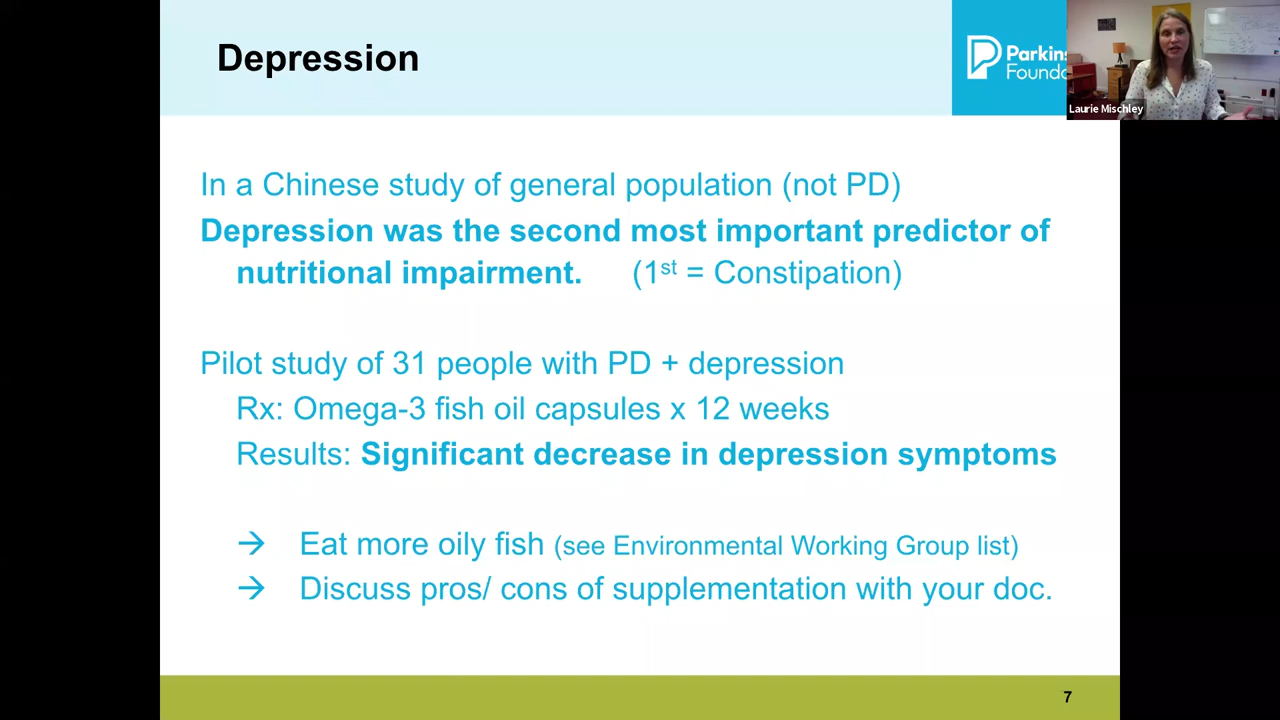 Depression
Parkins
Founda
Laurie Mischley
In a Chinese study of general population (not PD)
Depression was the second most important predictor of
nutritional impairment. (1st = Constipation)
Pilot study of 31 people with PD + depression
Rx: Omega-3 fish oil capsules x 12 weeks
Results: Significant decrease in depression symptoms
→ Eat more oily fish (see Environmental Working Group list)
→ Discuss pros/ cons of supplementation with your doc.
7